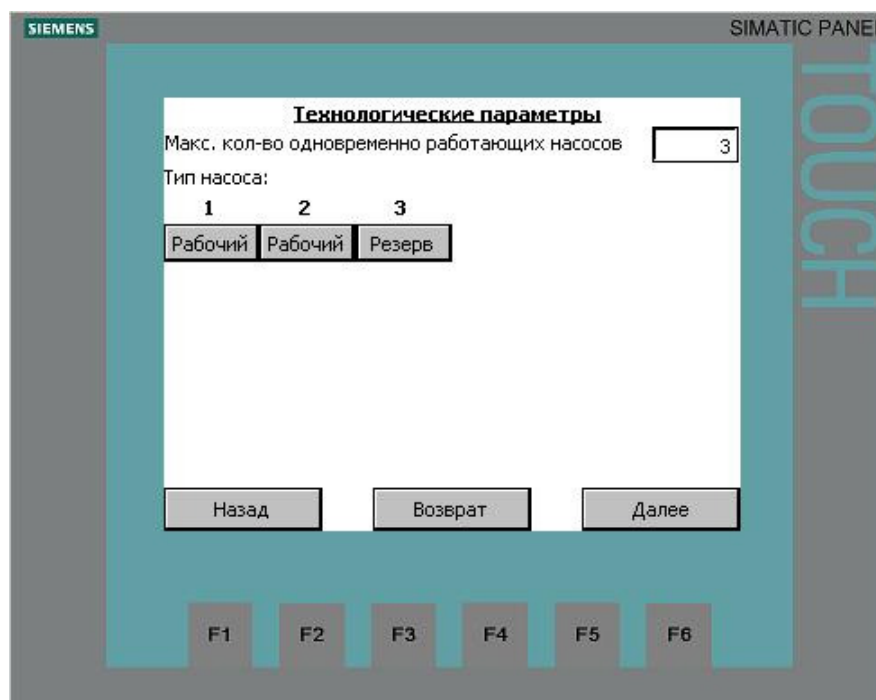 SIEMENS
SIMATIC PANEL
TOUCH
Технологические параметры
Макс. кол-во одновременно работающих насосов 3
Тип насоса:
1 2 3
Рабочий Рабочий Резерв
Назад Возврат Далее
F1 F2 F3 F4 F5 F6